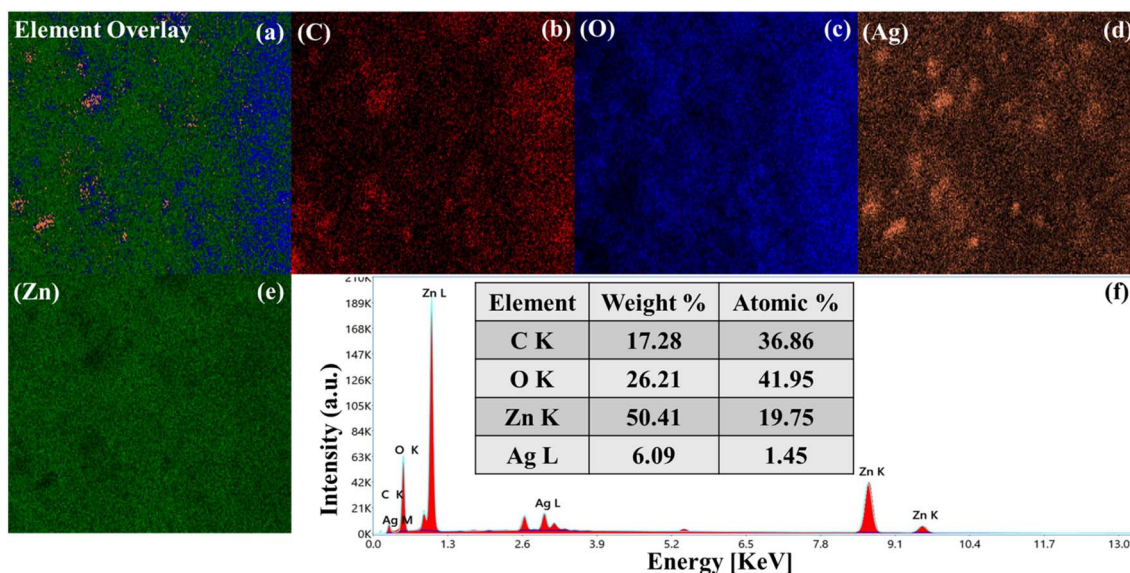 Element Overlay (a)
(C) (b)
(O) (c)
(Ag) (d)
(Zn) (e)
(f)
Element Weight % Atomic %
C K 17.28 36.86
O K 26.21 41.95
Zn K 50.41 19.75
Ag L 6.09 1.45
Intensity (a.u.)
210K
189K
168K
147K
126K
105K
84K
63K
42K
21K
0K
Zn L
O K
C K
Ag M
Ag L
Zn K
Zn K
0.0 1.3 2.6 3.9 5.2 6.5 7.8 9.1 10.4 11.7 13.0
Energy [KeV]